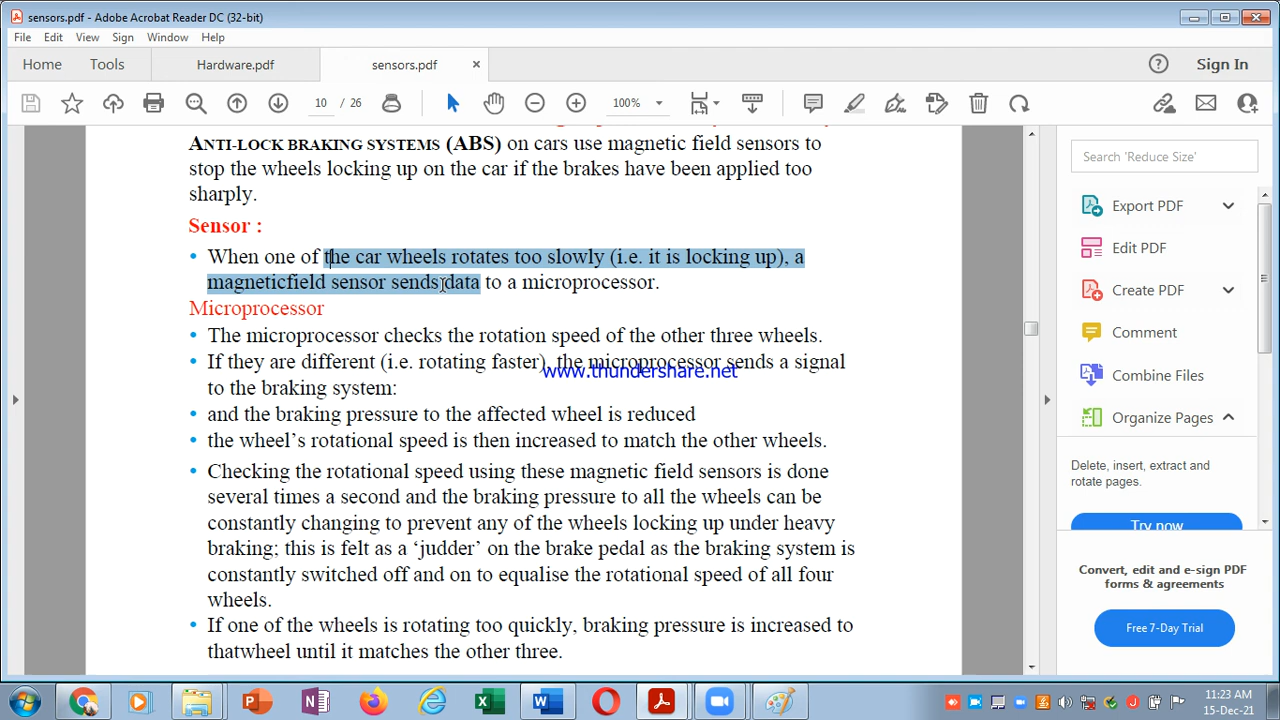 sensors.pdf - Adobe Acrobat Reader DC (32-bit)
File Edit View Sign Window Help
Home Tools Hardware.pdf sensors.pdf × Sign In
10 / 26 100%
ANTI-LOCK BRAKING SYSTEMS (ABS) on cars use magnetic field sensors to
stop the wheels locking up on the car if the brakes have been applied too
sharply.
Sensor :
• When one of the car wheels rotates too slowly (i.e. it is locking up), a
magneticfield sensor sends data to a microprocessor.
Microprocessor
• The microprocessor checks the rotation speed of the other three wheels.
• If they are different (i.e. rotating faster), the microprocessor sends a signal
www.thundershare.net
to the braking system:
• and the braking pressure to the affected wheel is reduced
• the wheel’s rotational speed is then increased to match the other wheels.
• Checking the rotational speed using these magnetic field sensors is done
several times a second and the braking pressure to all the wheels can be
constantly changing to prevent any of the wheels locking up under heavy
braking; this is felt as a ‘judder’ on the brake pedal as the braking system is
constantly switched off and on to equalise the rotational speed of all four
wheels.
• If one of the wheels is rotating too quickly, braking pressure is increased to
thatwheel until it matches the other three.
Search 'Reduce Size'
Export PDF
Edit PDF
Create PDF
Comment
Combine Files
Organize Pages
Delete, insert, extract and
rotate pages.
Try now
Convert, edit and e-sign PDF
forms & agreements
Free 7-Day Trial
11:23 AM
15-Dec-21